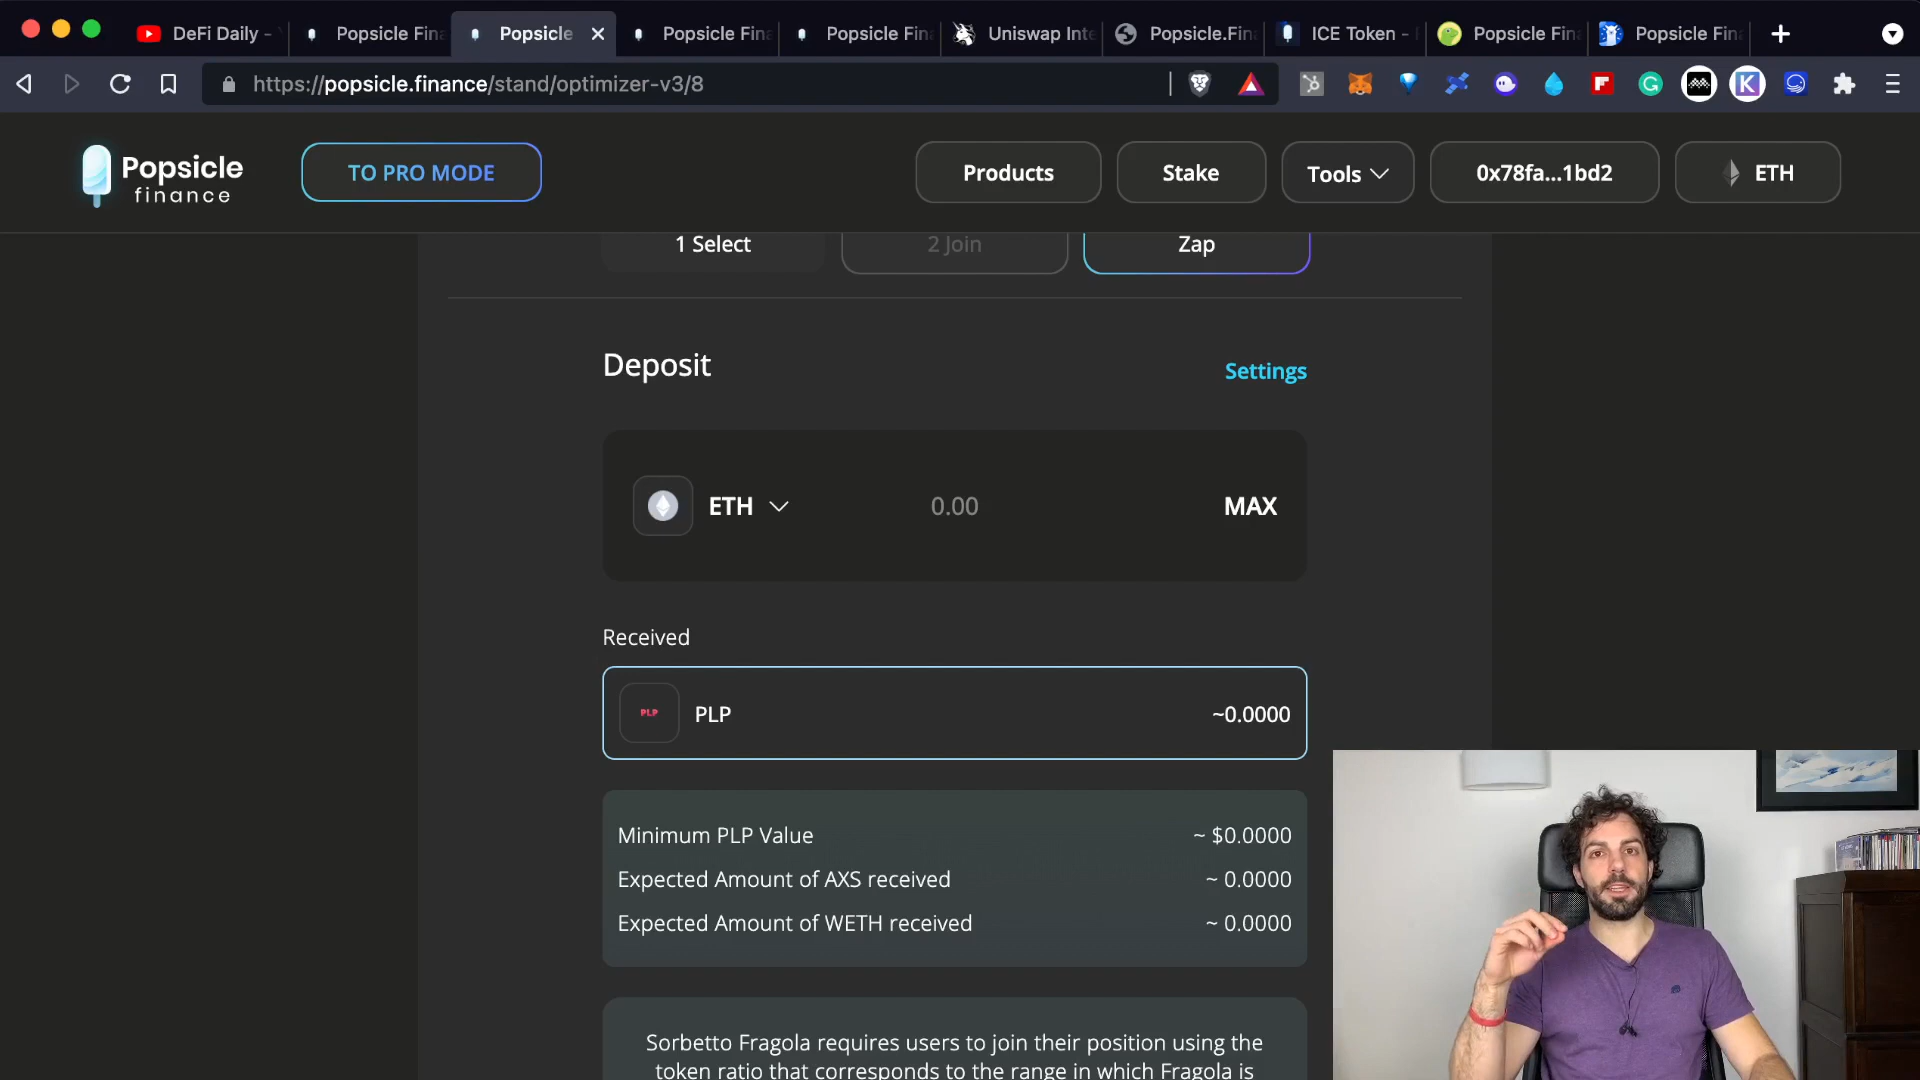 DeFi Daily -
Popsicle Fin
Popsicle
Popsicle Fin
Popsicle Fin
Uniswap Inte
Popsicle.Fin
ICE Token -
Popsicle Fin
Popsicle Fin
https://popsicle.finance/stand/optimizer-v3/8
Popsicle
finance
TO PRO MODE
Products
Stake
Tools
0x78fa...1bd2
ETH
1 Select
2 Join
Zap
Deposit
Settings
ETH
0.00
MAX
Received
PLP
PLP
~0.0000
Minimum PLP Value
~ $0.0000
Expected Amount of AXS received
~ 0.0000
Expected Amount of WETH received
~ 0.0000
Sorbetto Fragola requires users to join their position using the
token ratio that corresponds to the range in which Fragola is